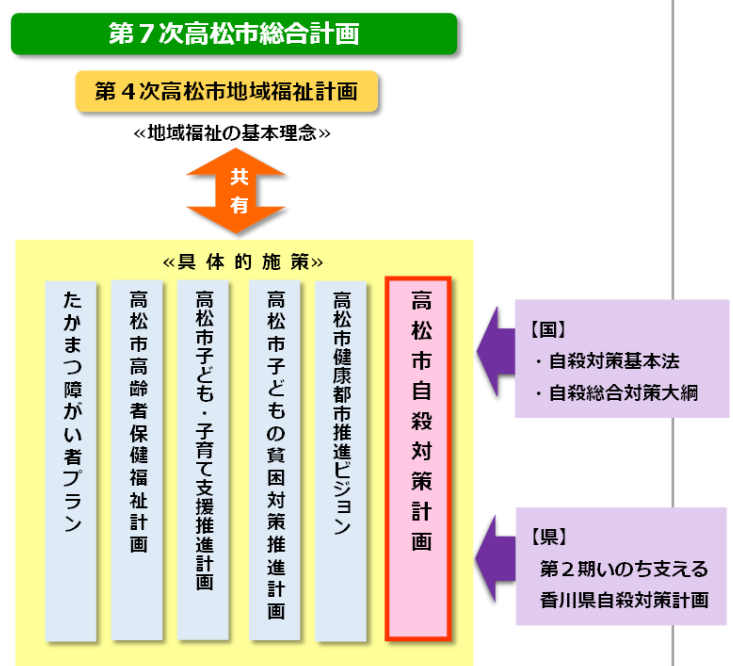 第７次高松市総合計画
第４次高松市地域福祉計画
≪地域福祉の基本理念≫
共
有
≪具 体 的 施 策≫
たかまつ障がい者プラン
高松市高齢者保健福祉計画
高松市子ども・子育て支援推進計画
高松市子どもの貧困対策推進計画
高松市健康都市推進ビジョン
高松市自殺対策計画
【国】
・自殺対策基本法
・自殺総合対策大綱
【県】
第２期いのち支える
香川県自殺対策計画